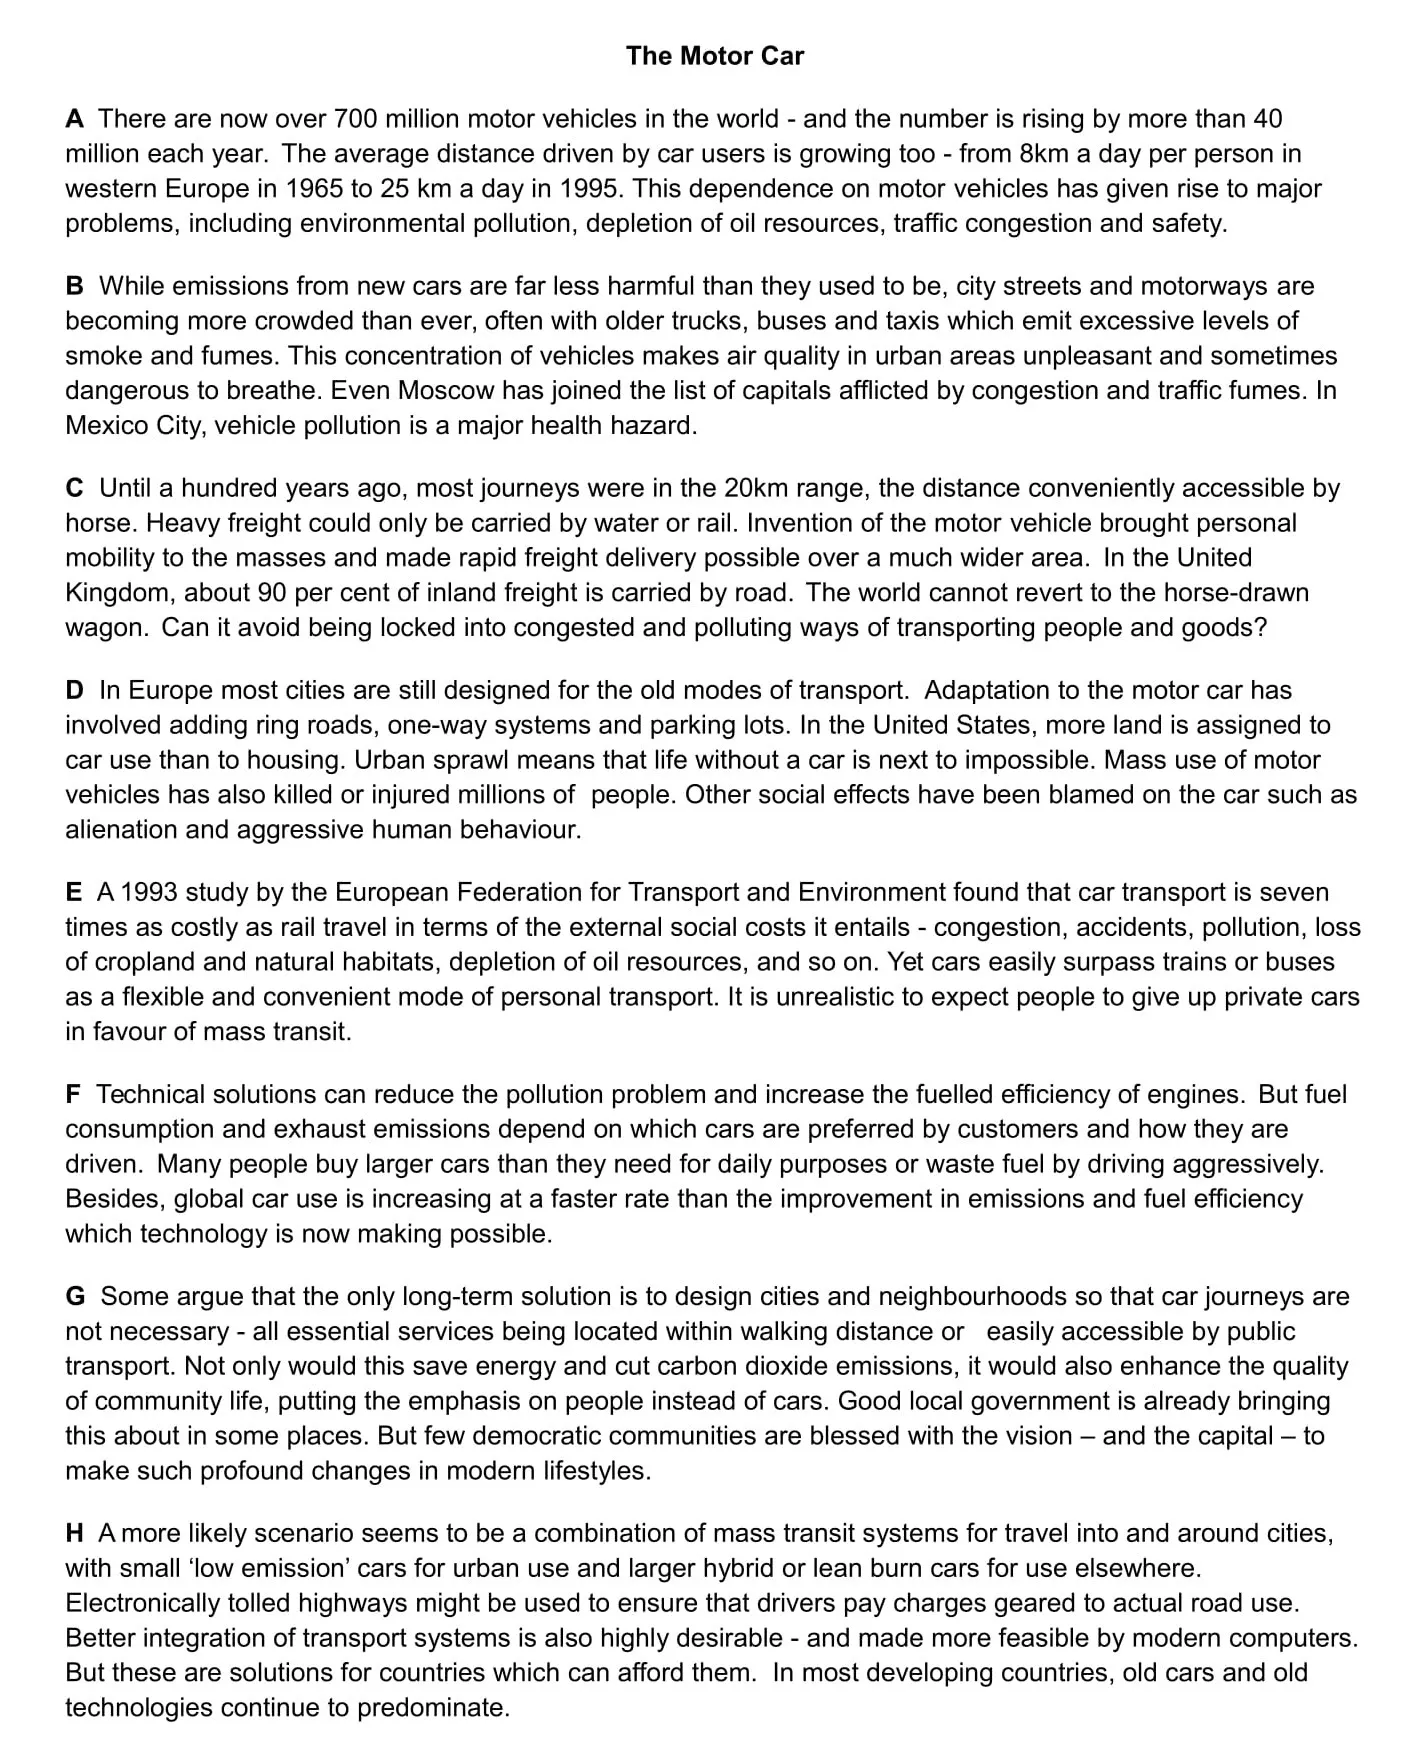 The Motor Car
A There are now over 700 million motor vehicles in the world - and the number is rising by more than 40
million each year. The average distance driven by car users is growing too - from 8km a day per person in
western Europe in 1965 to 25 km a day in 1995. This dependence on motor vehicles has given rise to major
problems, including environmental pollution, depletion of oil resources, traffic congestion and safety.
B While emissions from new cars are far less harmful than they used to be, city streets and motorways are
becoming more crowded than ever, often with older trucks, buses and taxis which emit excessive levels of
smoke and fumes. This concentration of vehicles makes air quality in urban areas unpleasant and sometimes
dangerous to breathe. Even Moscow has joined the list of capitals afflicted by congestion and traffic fumes. In
Mexico City, vehicle pollution is a major health hazard.
C Until a hundred years ago, most journeys were in the 20km range, the distance conveniently accessible by
horse. Heavy freight could only be carried by water or rail. Invention of the motor vehicle brought personal
mobility to the masses and made rapid freight delivery possible over a much wider area. In the United
Kingdom, about 90 per cent of inland freight is carried by road. The world cannot revert to the horse-drawn
wagon. Can it avoid being locked into congested and polluting ways of transporting people and goods?
D In Europe most cities are still designed for the old modes of transport. Adaptation to the motor car has
involved adding ring roads, one-way systems and parking lots. In the United States, more land is assigned to
car use than to housing. Urban sprawl means that life without a car is next to impossible. Mass use of motor
vehicles has also killed or injured millions of people. Other social effects have been blamed on the car such as
alienation and aggressive human behaviour.
E A 1993 study by the European Federation for Transport and Environment found that car transport is seven
times as costly as rail travel in terms of the external social costs it entails - congestion, accidents, pollution, loss
of cropland and natural habitats, depletion of oil resources, and so on. Yet cars easily surpass trains or buses
as a flexible and convenient mode of personal transport. It is unrealistic to expect people to give up private cars
in favour of mass transit.
F Technical solutions can reduce the pollution problem and increase the fuelled efficiency of engines. But fuel
consumption and exhaust emissions depend on which cars are preferred by customers and how they are
driven. Many people buy larger cars than they need for daily purposes or waste fuel by driving aggressively.
Besides, global car use is increasing at a faster rate than the improvement in emissions and fuel efficiency
which technology is now making possible.
G Some argue that the only long-term solution is to design cities and neighbourhoods so that car journeys are
not necessary - all essential services being located within walking distance or easily accessible by public
transport. Not only would this save energy and cut carbon dioxide emissions, it would also enhance the quality
of community life, putting the emphasis on people instead of cars. Good local government is already bringing
this about in some places. But few democratic communities are blessed with the vision – and the capital – to
make such profound changes in modern lifestyles.
H A more likely scenario seems to be a combination of mass transit systems for travel into and around cities,
with small ‘low emission’ cars for urban use and larger hybrid or lean burn cars for use elsewhere.
Electronically tolled highways might be used to ensure that drivers pay charges geared to actual road use.
Better integration of transport systems is also highly desirable - and made more feasible by modern computers.
But these are solutions for countries which can afford them. In most developing countries, old cars and old
technologies continue to predominate.